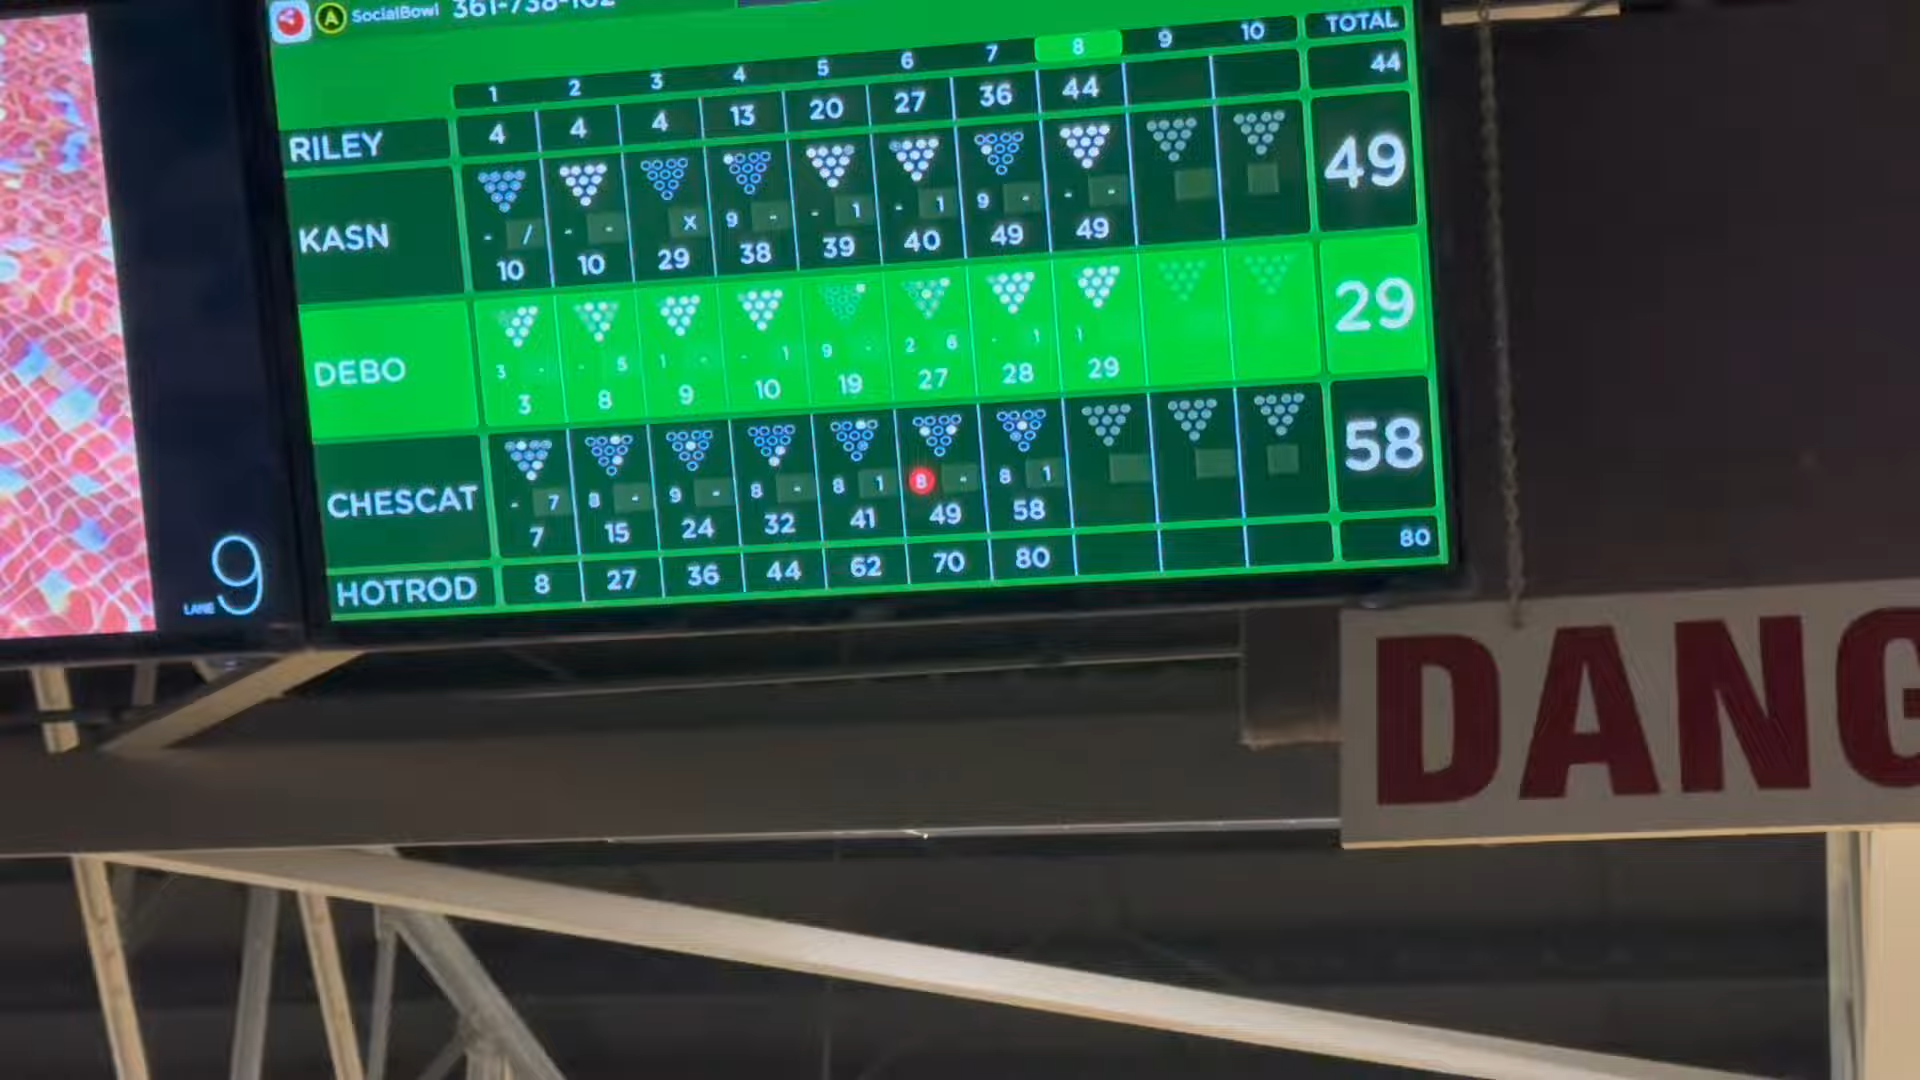 SocialBowl 361-738-102
1 2 3 4 5 6 7 8 9 10 TOTAL
RILEY 4 4 4 13 20 27 36 44 44
KASN - / - - X 9 - - 1 - 1 9 - - - 49
10 10 29 38 39 40 49 49
DEBO 3 - - 5 1 - - 1 9 - 2 6 - 1 1 29
3 8 9 10 19 27 28 29
CHESCAT - 7 8 - 9 - 8 - 8 1 8 - 8 1 58
7 15 24 32 41 49 58
HOTROD 8 27 36 44 62 70 80 80
LANE 9
DANG